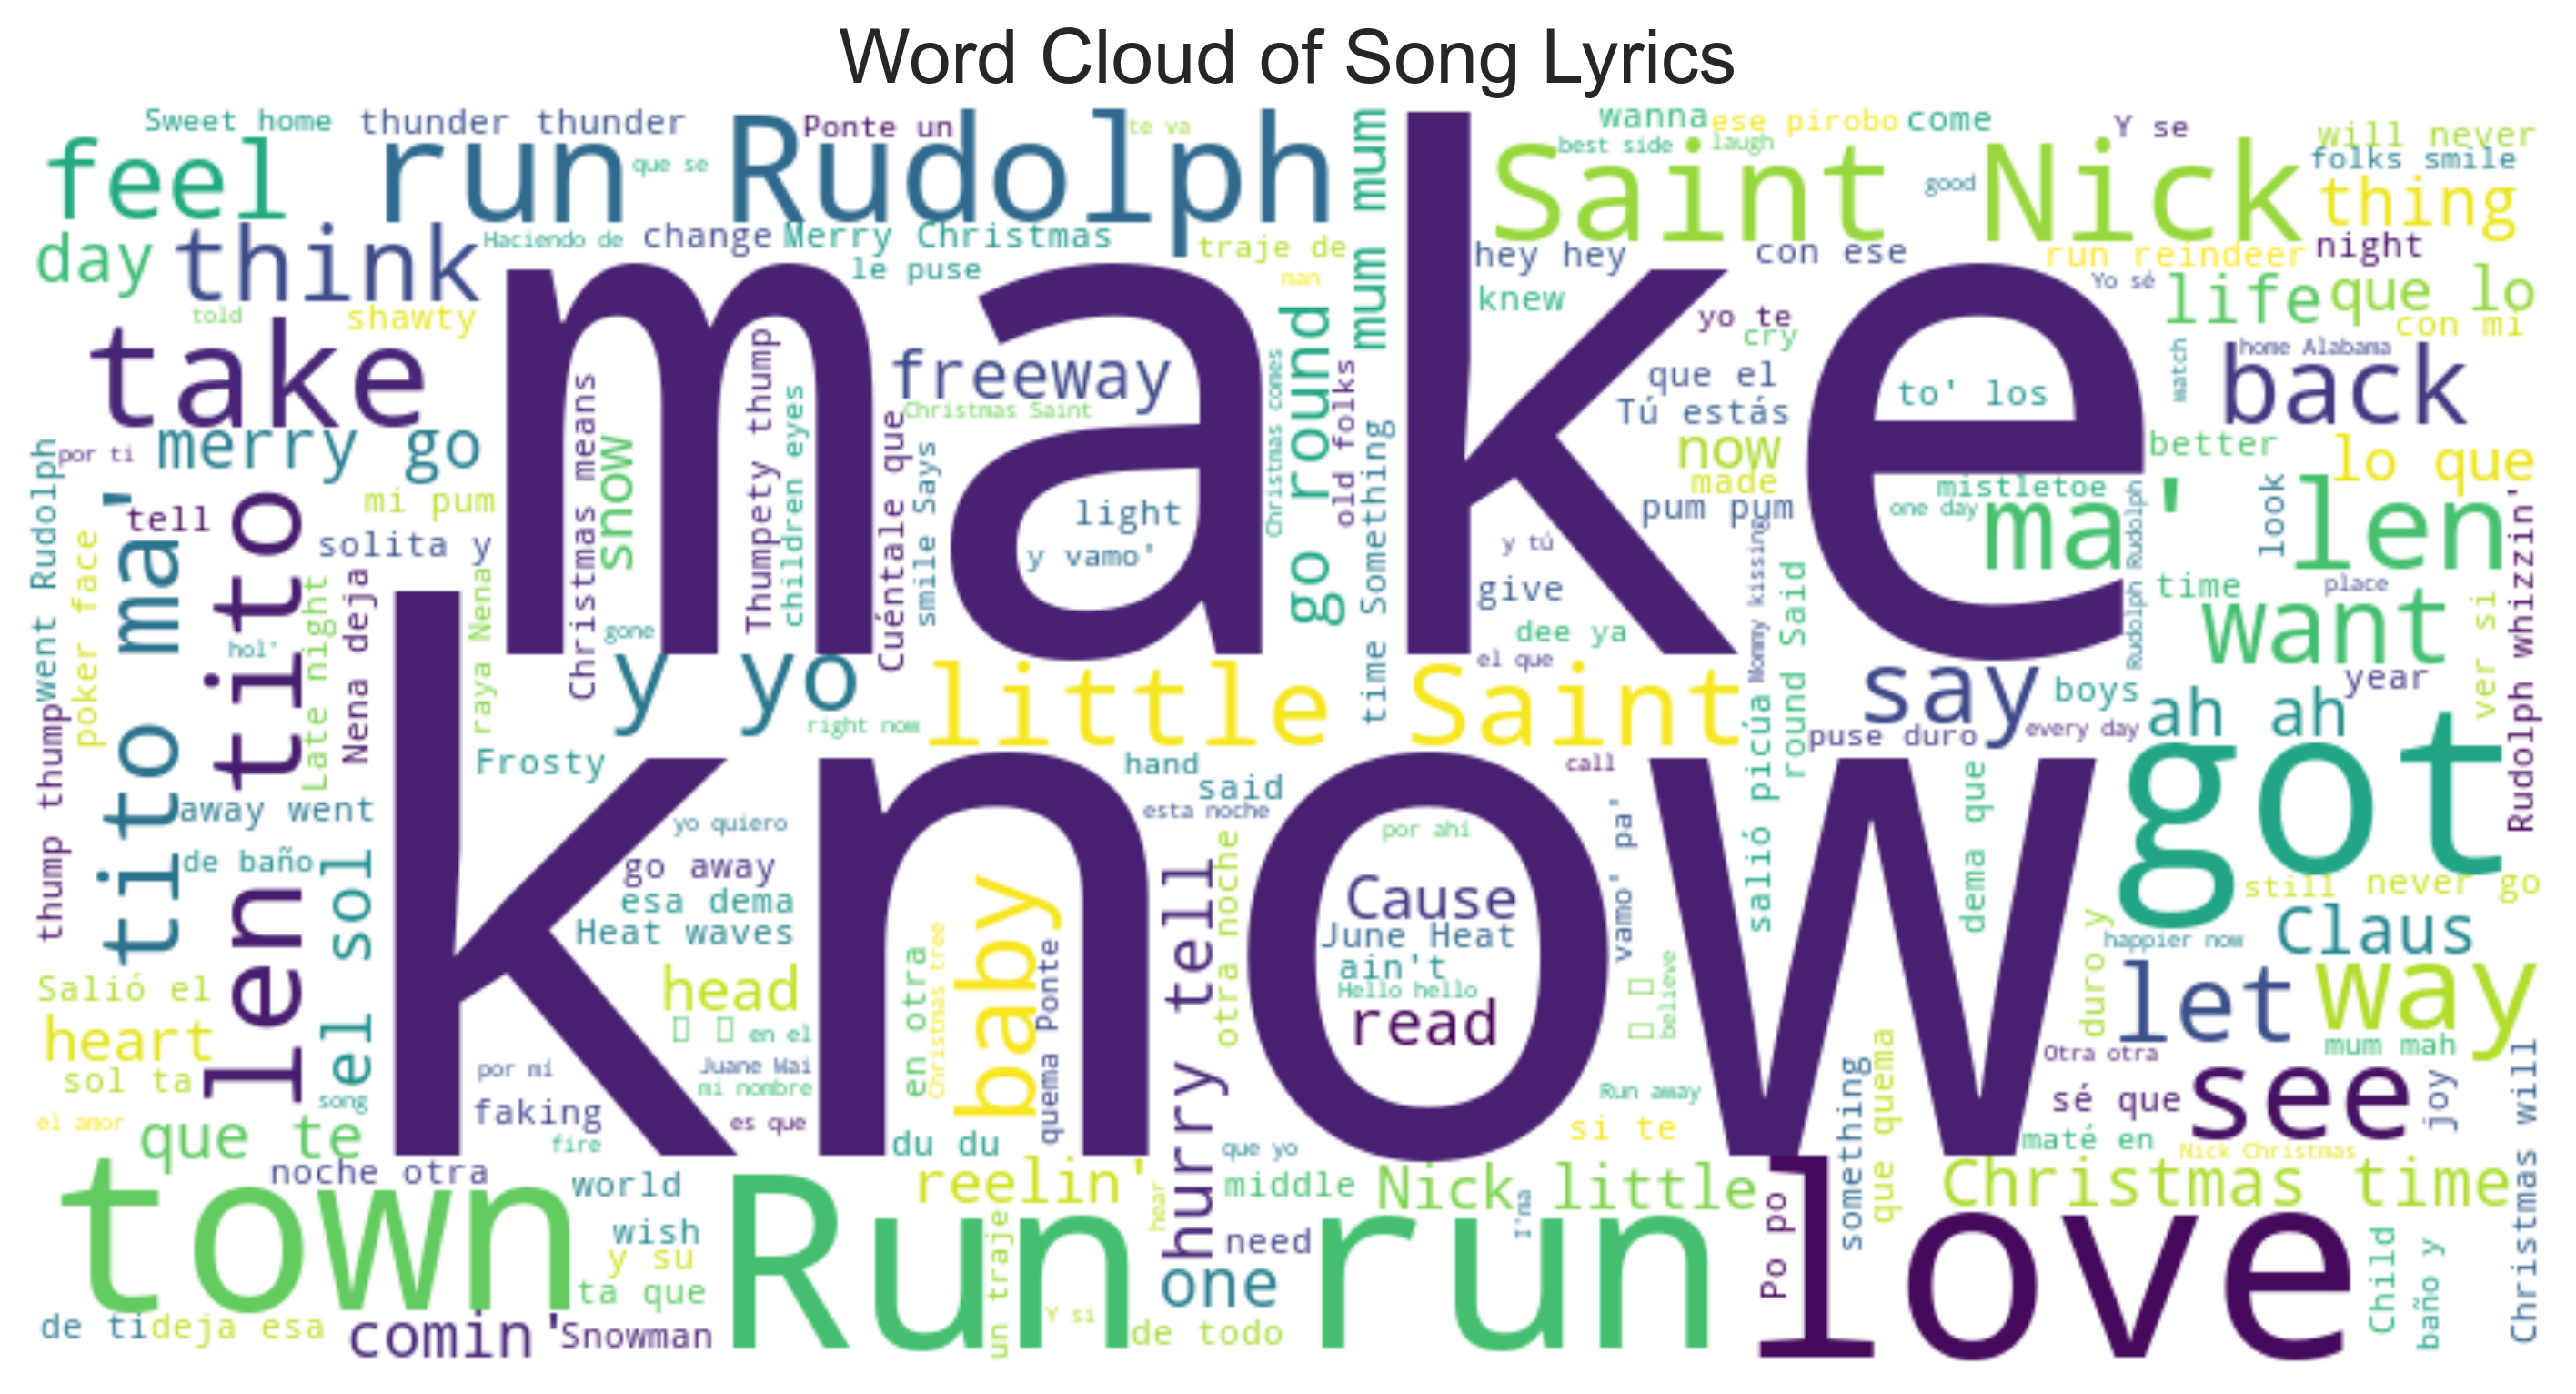 Word Cloud of Song Lyrics
Sweet home
thunder thunder
Ponte un
te va
wanna
ese pirobo
come
Y se
will never
feel
run Rudolph
que se
mum mum
best side
laugh
Saint Nick
good
folks smile
thing
day
think
Haciendo de
change
Merry Christmas
le puse
traje de
man
hey hey
con ese
run reindeer
night
knew
Yo sé
life
que lo
con mi
told
shawty
take
make
freeway
Christmas Saint
go round
Christmas comes
old folks
yo te
cry
que el
Tú estás
to' los
match
home Alabama
back
went Rudolph
por ti
merry go
mi pum
tell
solita y
poker face
tito ma'
len tito
Christmas means
snow
Thumpety thump
children eyes
Cuéntale que
smile Says
light
y vamo'
time Something
now
made
pum pum
mistletoe
one day
better
lo que
ma' len
look
Rudolph Rudolph
y tú
give
dee ya
el que
Mommy kissing
round Said
time
place
want
ver si
Rudolph whizzin'
hol'
Late night
Nena deja
raya Nena
gone
y yo
right now
little Saint
say
boys
every day
puse duro
ah ah
year
thump thump
Frosty
know
hand
said
esta noche
call
salió picúa
got
away went
de baño
el sol
yo quiero
go away
esa dema
Heat waves
head
en el
Juane Wai
mi nombre
es que
por mi
faking
fire
en otra
Christmas tree
baby
quema Ponte
hurry tell
otra noche
por ahi
Cause
June Heat
ain't
Hello hello
read
vamo' pa'
believe
dema que
still
never go
happier now
Claus
duro y
let
way
mum mah
Salió el
heart
sol ta
el amor
song
que te
noche otra
du du
reelin'
que yo
middle
Run away
si te
Nick little
something
que quema
Otra otra
sé que
see
joy
maté en
Nick Christmas
Christmas time
Christmas will
town
world
wish
y su
ta que
Run run
un traje
Y si
hear
need
one
I'ma
Po po
love
Child
baño y
de ti
deja esa
comin'
Snowman
de todo